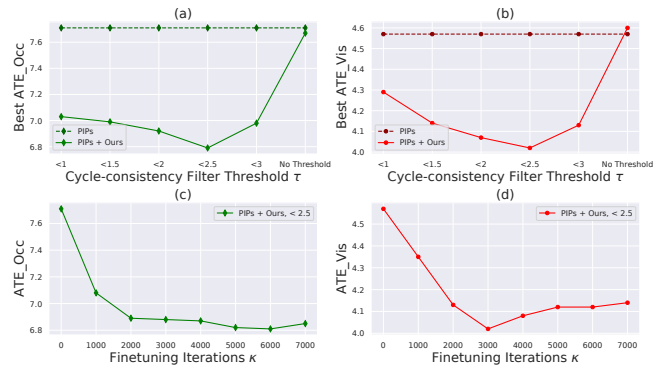 (a)
Best ATE_Occ
7.6
7.4
7.2
7.0
6.8
PIPs
PIPs + Ours
<1
<1.5
<2
<2.5
<3
No Threshold
Cycle-consistency Filter Threshold τ
(b)
Best ATE_Vis
4.6
4.5
4.4
4.3
4.2
4.1
4.0
PIPs
PIPs + Ours
<1
<1.5
<2
<2.5
<3
No Threshold
Cycle-consistency Filter Threshold τ
(c)
ATE_Occ
7.6
7.4
7.2
7.0
6.8
PIPs + Ours, < 2.5
0
1000
2000
3000
4000
5000
6000
7000
Finetuning Iterations κ
(d)
ATE_Vis
4.5
4.4
4.3
4.2
4.1
4.0
PIPs + Ours, < 2.5
0
1000
2000
3000
4000
5000
6000
7000
Finetuning Iterations κ